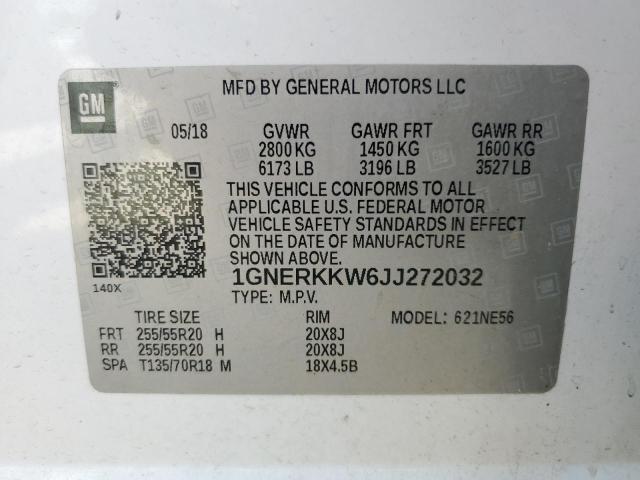 GM
MFD BY GENERAL MOTORS LLC
05/18 GVWR GAWR FRT GAWR RR
2800 KG 1450 KG 1600 KG
6173 LB 3196 LB 3527 LB
THIS VEHICLE CONFORMS TO ALL
APPLICABLE U.S. FEDERAL MOTOR
VEHICLE SAFETY STANDARDS IN EFFECT
ON THE DATE OF MANUFACTURE
SHOWN ABOVE.
1GNERKKW6JJ272032
140X
TYPE: M.P.V.
TIRE SIZE RIM MODEL: 621NE56
FRT 255/55R20 H 20X8J
RR 255/55R20 H 20X8J
SPA T135/70R18 M 18X4.5B